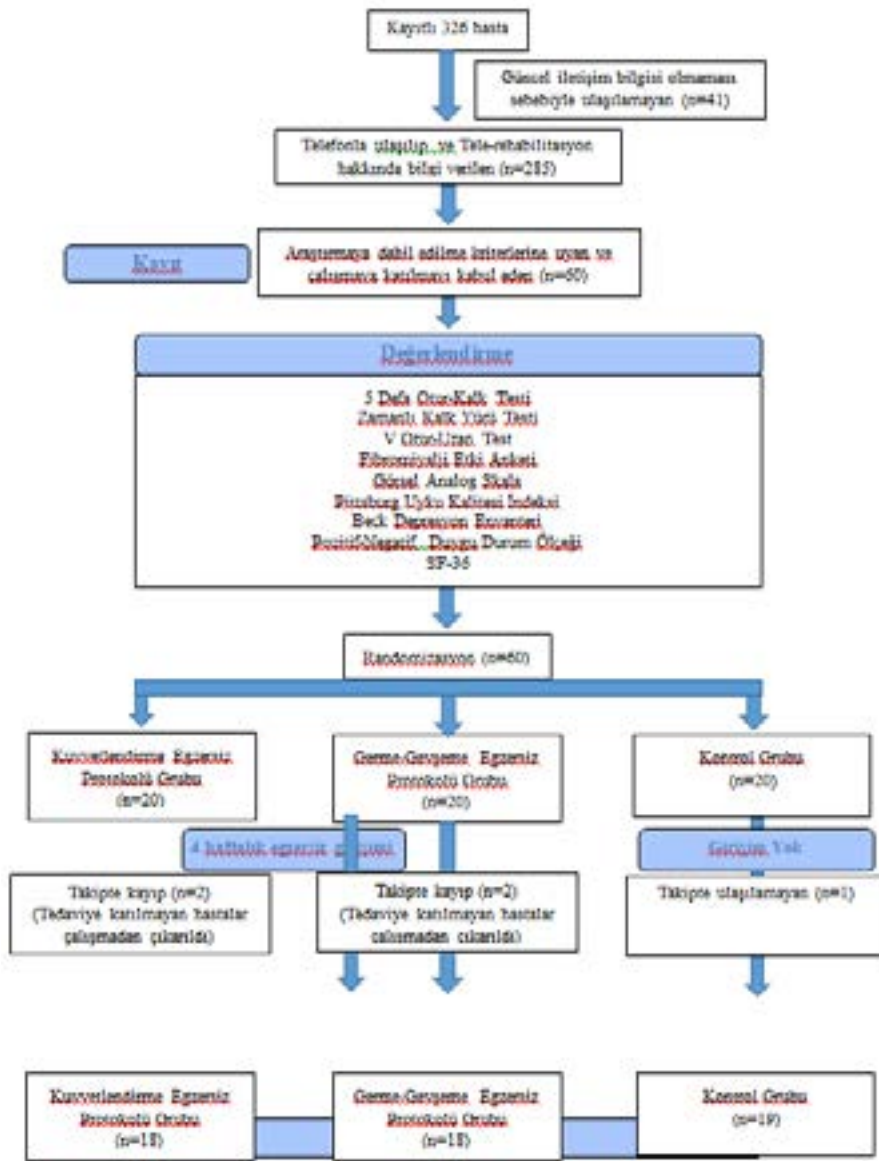 Kayıtlı 326 hasta
Güncel iletişim bilgisi olmaması
sebebiyle ulaşılamayan (n=41)
Telefonla ulaşılıp ve Tele-rehabilitasyon
hakkında bilgi verilen (n=285)
Kayıt
Araştırmaya dahil edilme kriterlerine uyan ve
çalışmaya katılmayı kabul eden (n=60)
Değerlendirme
5 Defa Otur-Kalk Testi
Zamanlı Kalk Yürü Testi
V Otur-Uzan Test
Fibromiyalji Etki Anketi
Görsel Analog Skala
Pittsburg Uyku Kalitesi İndeksi
Beck Depresyon Envanteri
Pozitif-Negatif Duygu Durum Ölçeği
SF-36
Randomizasyon (n=60)
Kuvvetlendirme Egzersiz
Protokolü Grubu
(n=20)
Germe-Gevşeme Egzersiz
Protokolü Grubu
(n=20)
Kontrol Grubu
(n=20)
4 haftalık egzersiz
Girişim Yok
Takipte kayıp (n=2)
(Tedaviye katılmayan hastalar
çalışmadan çıkarıldı)
Takipte kayıp (n=2)
(Tedaviye katılmayan hastalar
çalışmadan çıkarıldı)
Takipte ulaşılamayan (n=1)
Kuvvetlendirme Egzersiz
Protokolü Grubu
(n=18)
Germe-Gevşeme Egzersiz
Protokolü Grubu
(n=18)
Kontrol Grubu
(n=19)